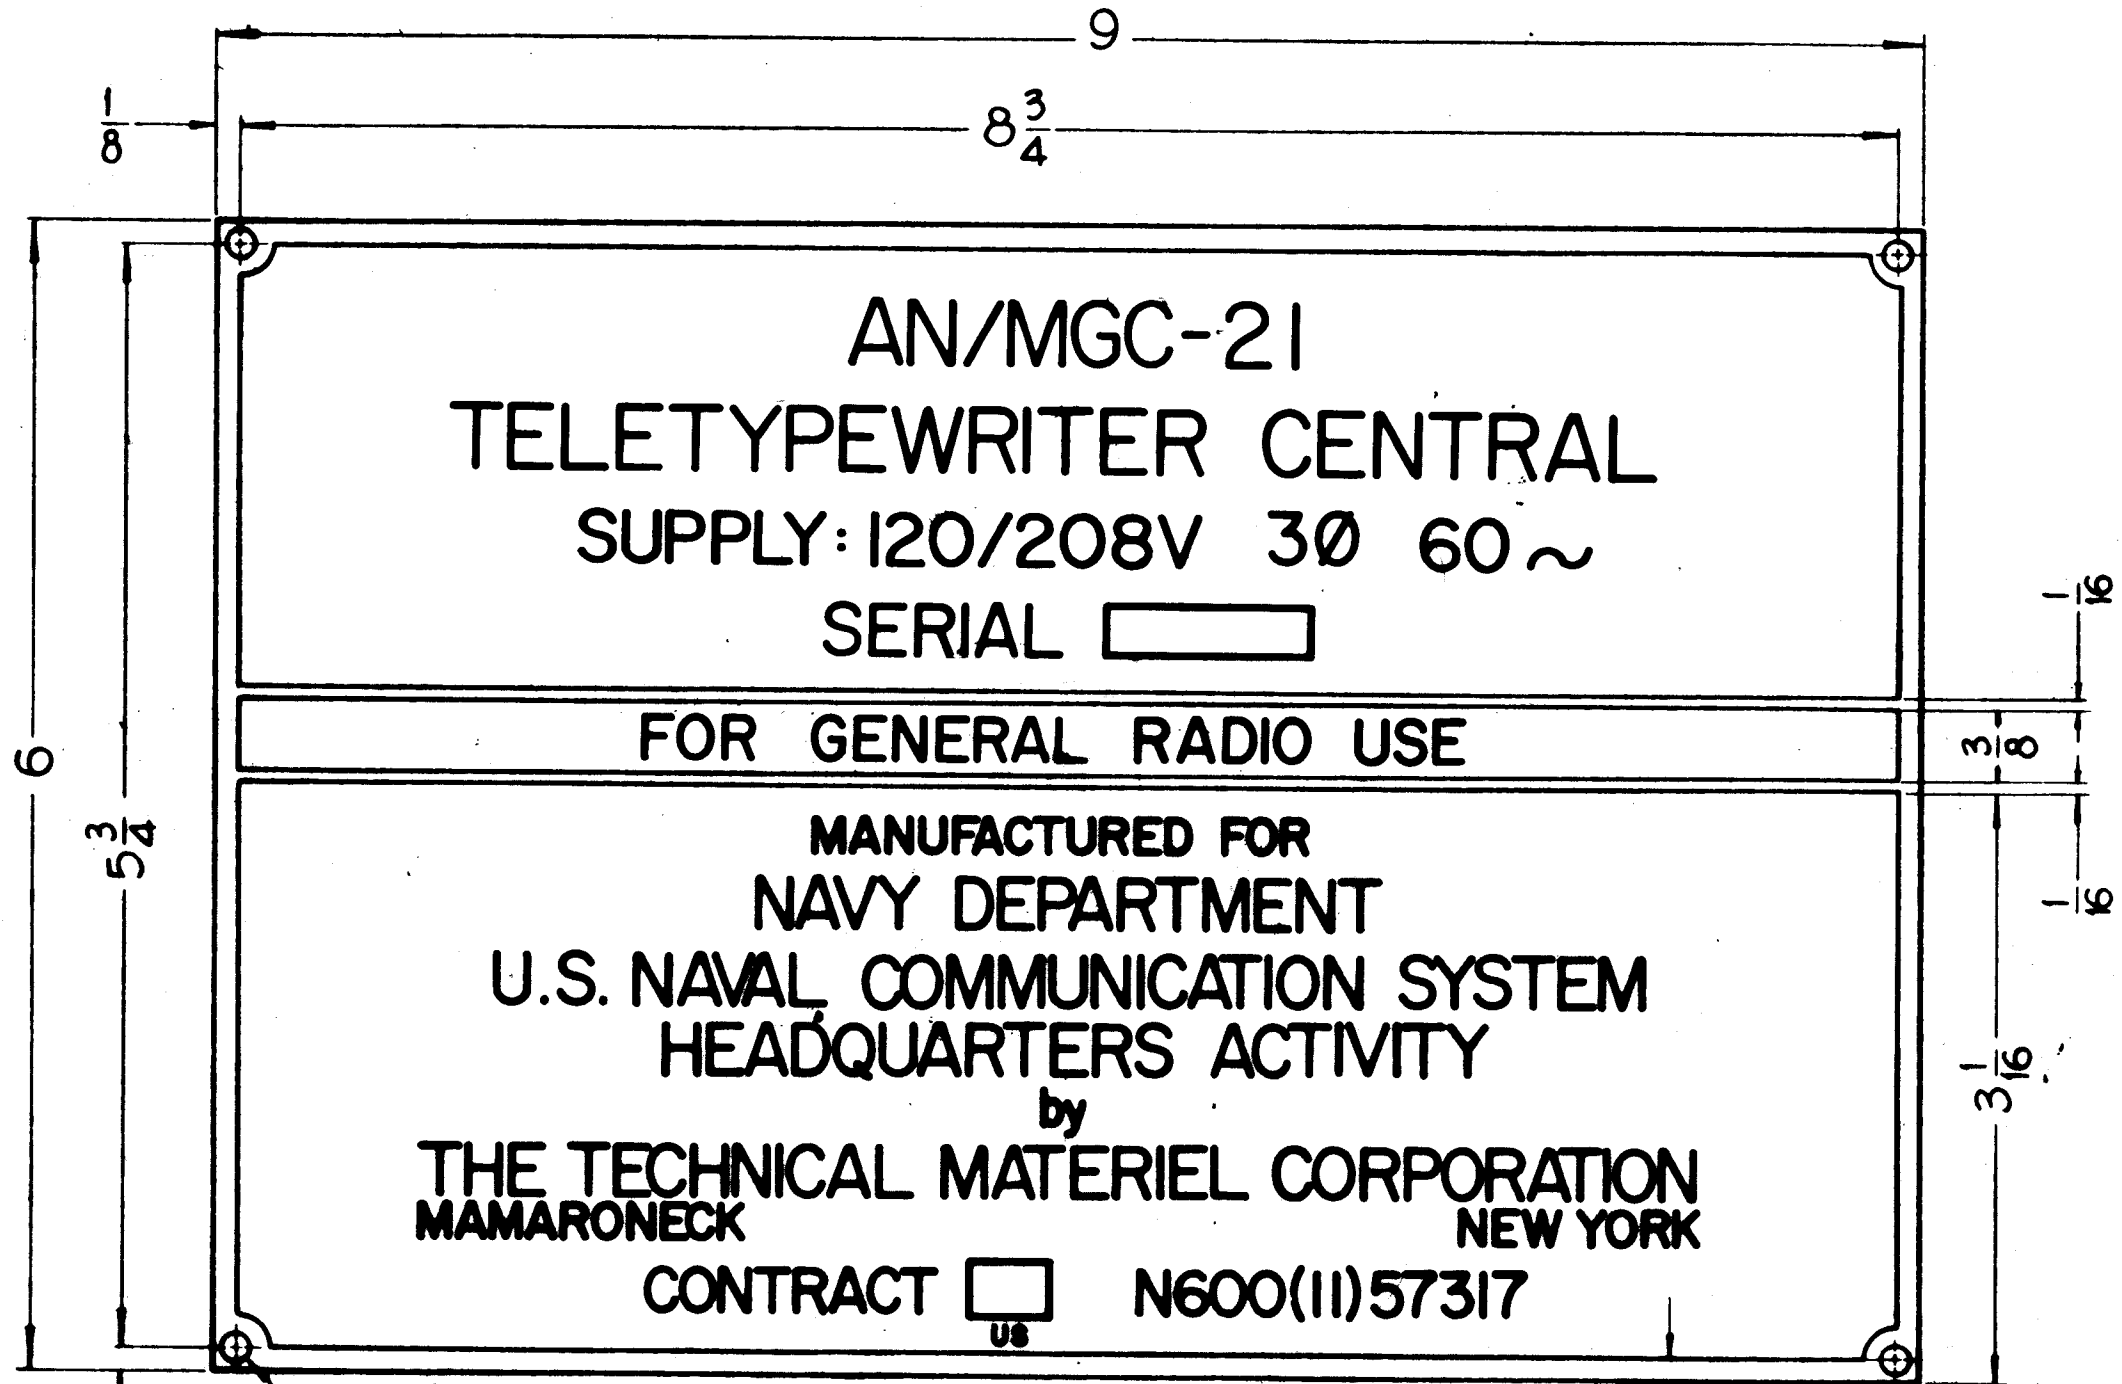 9
1/8
8 3/4
AN/MGC-21
TELETYPEWRITER CENTRAL
SUPPLY: 120/208V 3Ø 60~
SERIAL
1/16
FOR GENERAL RADIO USE
3/8
6
5 3/4
MANUFACTURED FOR
NAVY DEPARTMENT
1/16
U.S. NAVAL COMMUNICATION SYSTEM
HEADQUARTERS ACTIVITY
3 1/16
by
THE TECHNICAL MATERIEL CORPORATION
MAMARONECK NEW YORK
CONTRACT N600(11)57317
US